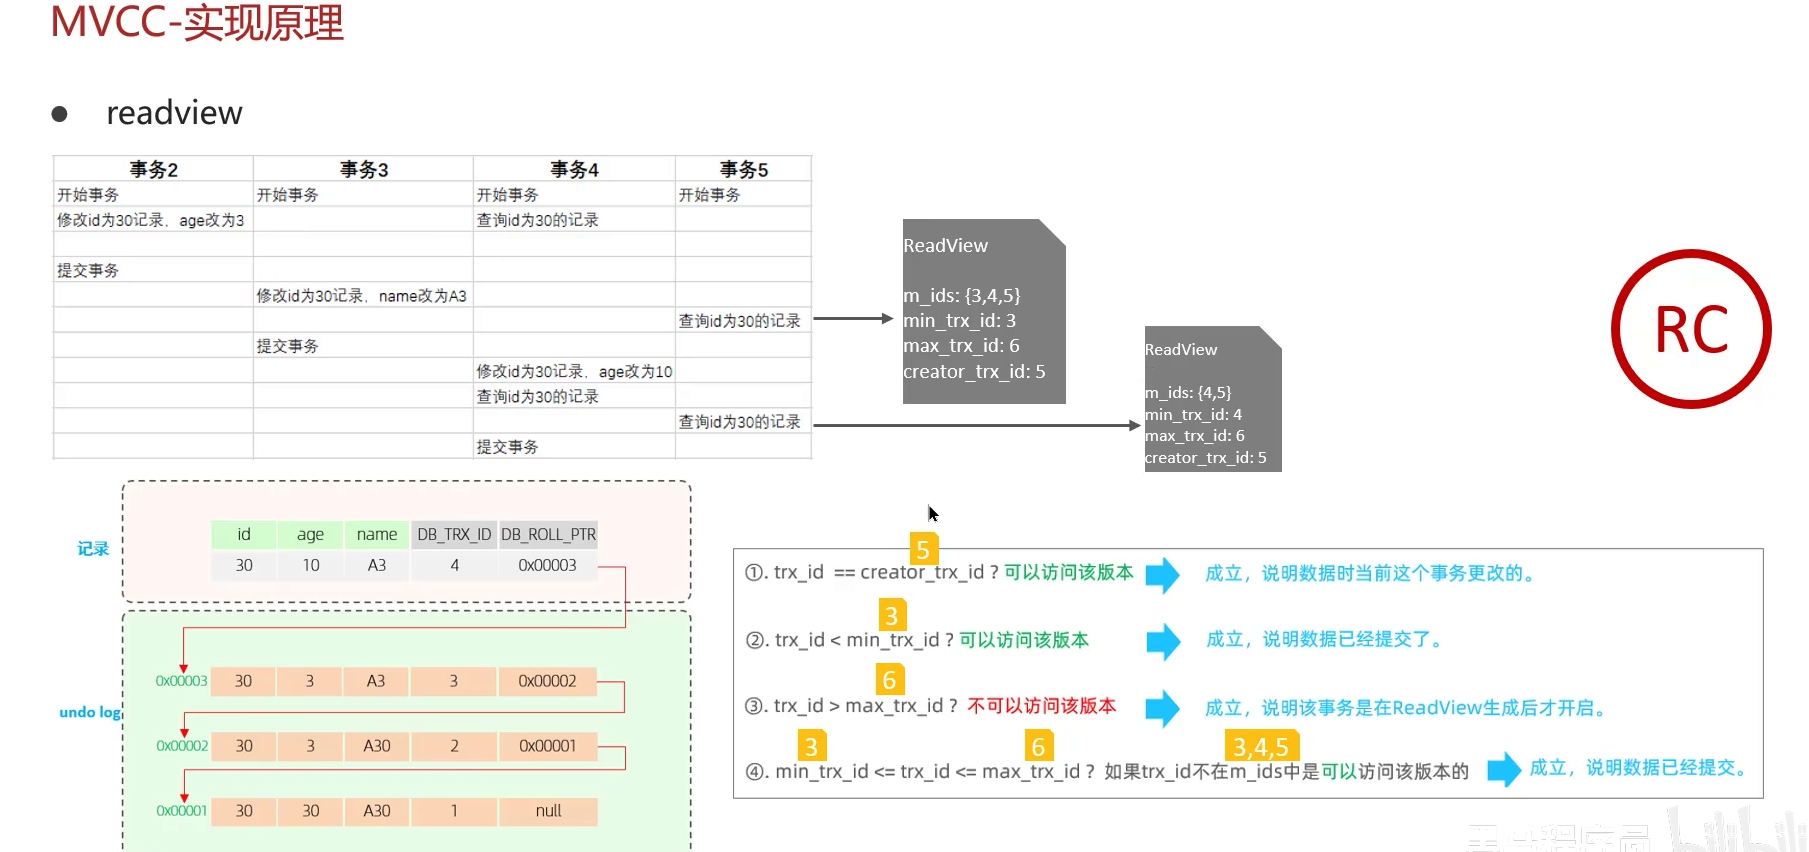 MVCC-实现原理
● readview
事务2 事务3 事务4 事务5
开始事务 开始事务 开始事务 开始事务
修改id为30记录，age改为3 查询id为30的记录
提交事务
修改id为30记录，name改为A3
查询id为30的记录
提交事务
修改id为30记录，age改为10
查询id为30的记录
查询id为30的记录
提交事务
ReadView
m_ids: {3,4,5}
min_trx_id: 3
max_trx_id: 6
creator_trx_id: 5
ReadView
m_ids: {4,5}
min_trx_id: 4
max_trx_id: 6
creator_trx_id: 5
RC
记录
id age name DB_TRX_ID DB_ROLL_PTR
30 10 A3 4 0x00003
undo log
0x00003 30 3 A3 3 0x00002
0x00002 30 3 A30 2 0x00001
0x00001 30 30 A30 1 null
5
①. trx_id == creator_trx_id ? 可以访问该版本 成立，说明数据时当前这个事务更改的。
3
②. trx_id < min_trx_id ? 可以访问该版本 成立，说明数据已经提交了。
6
③. trx_id > max_trx_id ? 不可以访问该版本 成立，说明该事务是在ReadView生成后才开启。
3 6 3,4,5
④. min_trx_id <= trx_id <= max_trx_id ? 如果trx_id不在m_ids中是可以访问该版本的 成立，说明数据已经提交。
黑马程序员 bilibili